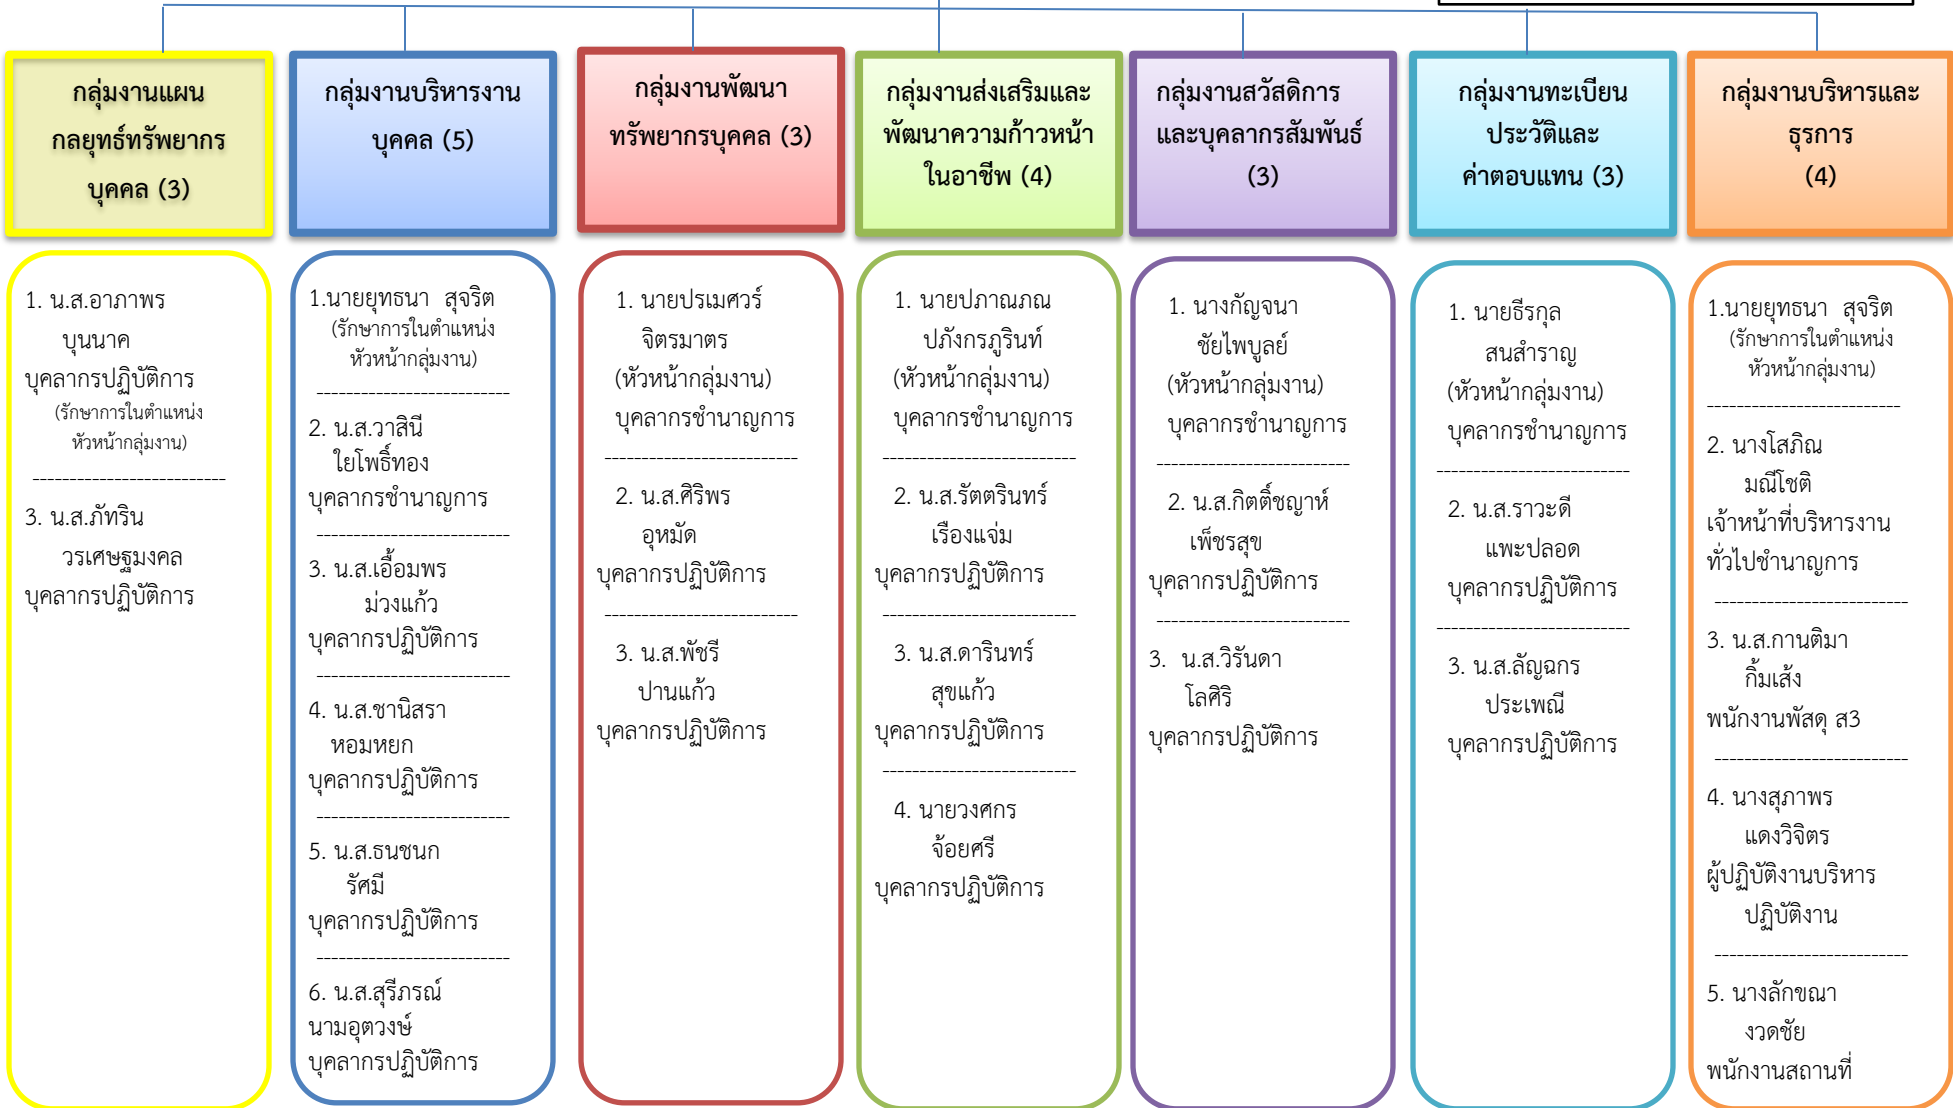 กลุ่มงานแผน
กลยุทธ์ทรัพยากร
บุคคล (3)
กลุ่มงานบริหารงาน
บุคคล (5)
กลุ่มงานพัฒนา
ทรัพยากรบุคคล (3)
กลุ่มงานส่งเสริมและ
พัฒนาความก้าวหน้า
ในอาชีพ (4)
กลุ่มงานสวัสดิการ
และบุคลากรสัมพันธ์
(3)
กลุ่มงานทะเบียน
ประวัติและ
ค่าตอบแทน (3)
กลุ่มงานบริหารและ
ธุรการ
(4)
1. น.ส.อาภาพร
บุนนาค
บุคลากรปฏิบัติการ
(รักษาการในตำแหน่ง
หัวหน้ากลุ่มงาน)
--------------------------
3. น.ส.ภัทริน
วรเศษฐมงคล
บุคลากรปฏิบัติการ
1.นายยุทธนา สุจริต
(รักษาการในตำแหน่ง
หัวหน้ากลุ่มงาน)
--------------------------
2. น.ส.วาสินี
ใยโพธิ์ทอง
บุคลากรชำนาญการ
--------------------------
3. น.ส.เอื้อมพร
ม่วงแก้ว
บุคลากรปฏิบัติการ
--------------------------
4. น.ส.ชานิสรา
หอมหยก
บุคลากรปฏิบัติการ
--------------------------
5. น.ส.ธนชนก
รัศมี
บุคลากรปฏิบัติการ
--------------------------
6. น.ส.สุรีภรณ์
นามอุตวงษ์
บุคลากรปฏิบัติการ
1. นายปรเมศวร์
จิตรมาตร
(หัวหน้ากลุ่มงาน)
บุคลากรชำนาญการ
--------------------------
2. น.ส.ศิริพร
อุหมัด
บุคลากรปฏิบัติการ
--------------------------
3. น.ส.พัชรี
ปานแก้ว
บุคลากรปฏิบัติการ
1. นายปภาณภณ
ปภังกรภูรินท์
(หัวหน้ากลุ่มงาน)
บุคลากรชำนาญการ
--------------------------
2. น.ส.รัตตรินทร์
เรืองแจ่ม
บุคลากรปฏิบัติการ
--------------------------
3. น.ส.ดารินทร์
สุขแก้ว
บุคลากรปฏิบัติการ
--------------------------
4. นายวงศกร
จ้อยศรี
บุคลากรปฏิบัติการ
1. นางกัญจนา
ชัยไพบูลย์
(หัวหน้ากลุ่มงาน)
บุคลากรชำนาญการ
--------------------------
2. น.ส.กิตติ์ชญาห์
เพ็ชรสุข
บุคลากรปฏิบัติการ
--------------------------
3. น.ส.วิรันดา
โลศิริ
บุคลากรปฏิบัติการ
1. นายธีรกุล
สนสำราญ
(หัวหน้ากลุ่มงาน)
บุคลากรชำนาญการ
--------------------------
2. น.ส.ราวะดี
แพะปลอด
บุคลากรปฏิบัติการ
--------------------------
3. น.ส.ลัญฉกร
ประเพณี
บุคลากรปฏิบัติการ
1.นายยุทธนา สุจริต
(รักษาการในตำแหน่ง
หัวหน้ากลุ่มงาน)
--------------------------
2. นางโสภิณ
มณีโชติ
เจ้าหน้าที่บริหารงาน
ทั่วไปชำนาญการ
--------------------------
3. น.ส.กานติมา
กิ้มเส้ง
พนักงานพัสดุ ส3
--------------------------
4. นางสุภาพร
แดงวิจิตร
ผู้ปฏิบัติงานบริหาร
ปฏิบัติงาน
--------------------------
5. นางลักขณา
งวดชัย
พนักงานสถานที่